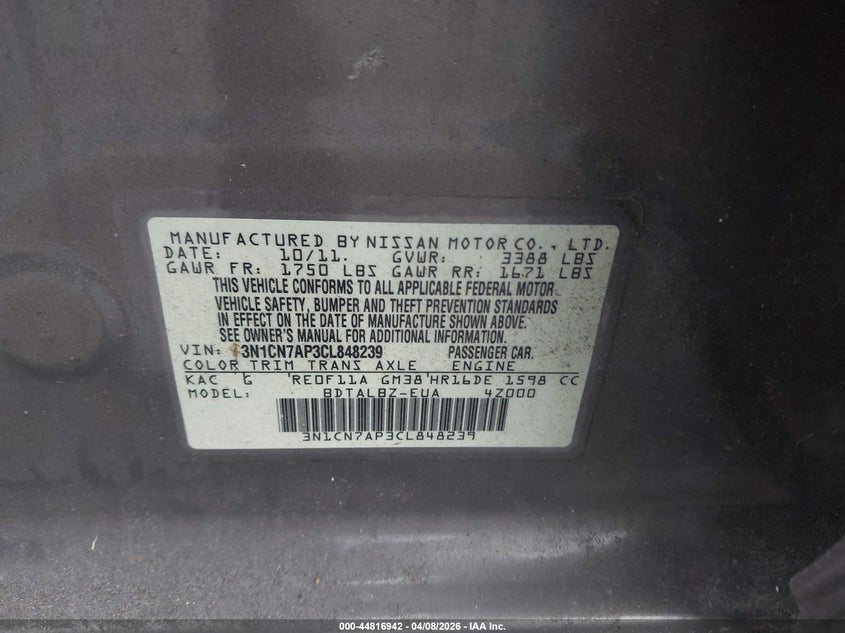 MANUFACTURED BY NISSAN MOTOR CO., LTD.
DATE: 10/11. GVWR: 3388 LBS
GAWR FR: 1750 LBS GAWR RR: 1671 LBS
THIS VEHICLE CONFORMS TO ALL APPLICABLE FEDERAL MOTOR
VEHICLE SAFETY, BUMPER AND THEFT PREVENTION STANDARDS
IN EFFECT ON THE DATE OF MANUFACTURE SHOWN ABOVE.
SEE OWNER'S MANUAL FOR ADDITIONAL INFORMATION.
VIN: 3N1CN7AP3CL848239 PASSENGER CAR.
COLOR TRIM TRANS AXLE ENGINE
KAC G 'RE0F11A GM38'HR16DE 1598 CC
MODEL: BDTALBZ-EUA 4Z000
3N1CN7AP3CL848239
000-44816942 - 04/08/2026 - IAA Inc.